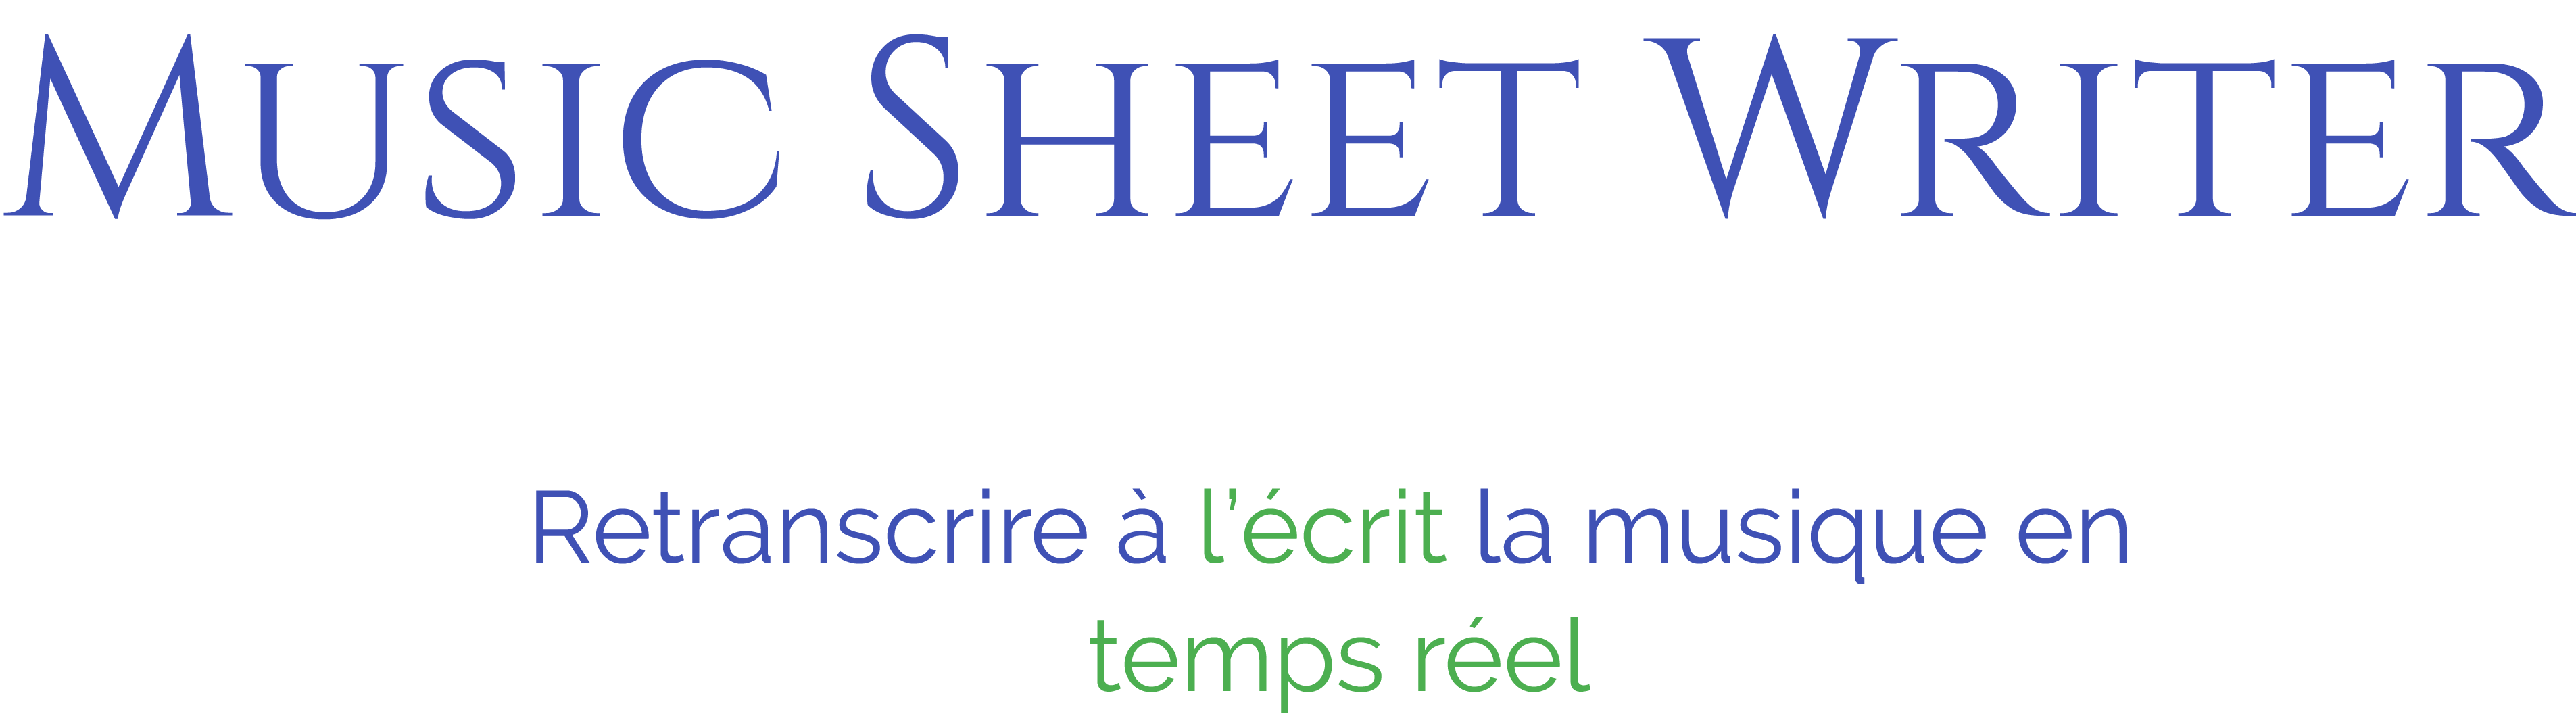 Music Sheet Writer
Retranscrire à l’écrit la musique en
temps réel